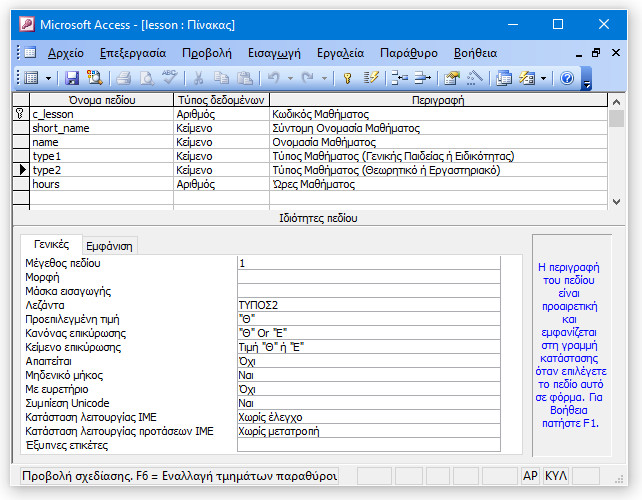 Microsoft Access - [lesson : Πίνακας]
Αρχείο Επεξεργασία Προβολή Εισαγωγή Εργαλεία Παράθυρο Βοήθεια
Όνομα πεδίου Τύπος δεδομένων Περιγραφή
c_lesson Αριθμός Κωδικός Μαθήματος
short_name Κείμενο Σύντομη Ονομασία Μαθήματος
name Κείμενο Ονομασία Μαθήματος
type1 Κείμενο Τύπος Μαθήματος (Γενικής Παιδείας ή Ειδικότητας)
type2 Κείμενο Τύπος Μαθήματος (Θεωρητικό ή Εργαστηριακό)
hours Αριθμός Ώρες Μαθήματος
Ιδιότητες πεδίου
Γενικές Εμφάνιση
Μέγεθος πεδίου 1
Μορφή
Μάσκα εισαγωγής
Λεζάντα ΤΥΠΟΣ2
Προεπιλεγμένη τιμή "Θ"
Κανόνας επικύρωσης "Θ" Or "Ε"
Κείμενο επικύρωσης Τιμή "Θ" ή "Ε"
Απαιτείται Όχι
Μηδενικό μήκος Ναι
Με ευρετήριο Όχι
Συμπίεση Unicode Ναι
Κατάσταση λειτουργίας IME Χωρίς έλεγχο
Κατάσταση λειτουργίας προτάσεων IME Χωρίς μετατροπή
Έξυπνες ετικέτες
Η περιγραφή
του πεδίου
είναι
προαιρετική
και
εμφανίζεται
στη γραμμή
κατάστασης
όταν επιλέγετε
το πεδίο αυτό
σε φόρμα. Για
Βοήθεια
πατήστε F1.
Προβολή σχεδίασης. F6 = Εναλλαγή τμημάτων παραθύρου ΑΡ ΚΥΛ